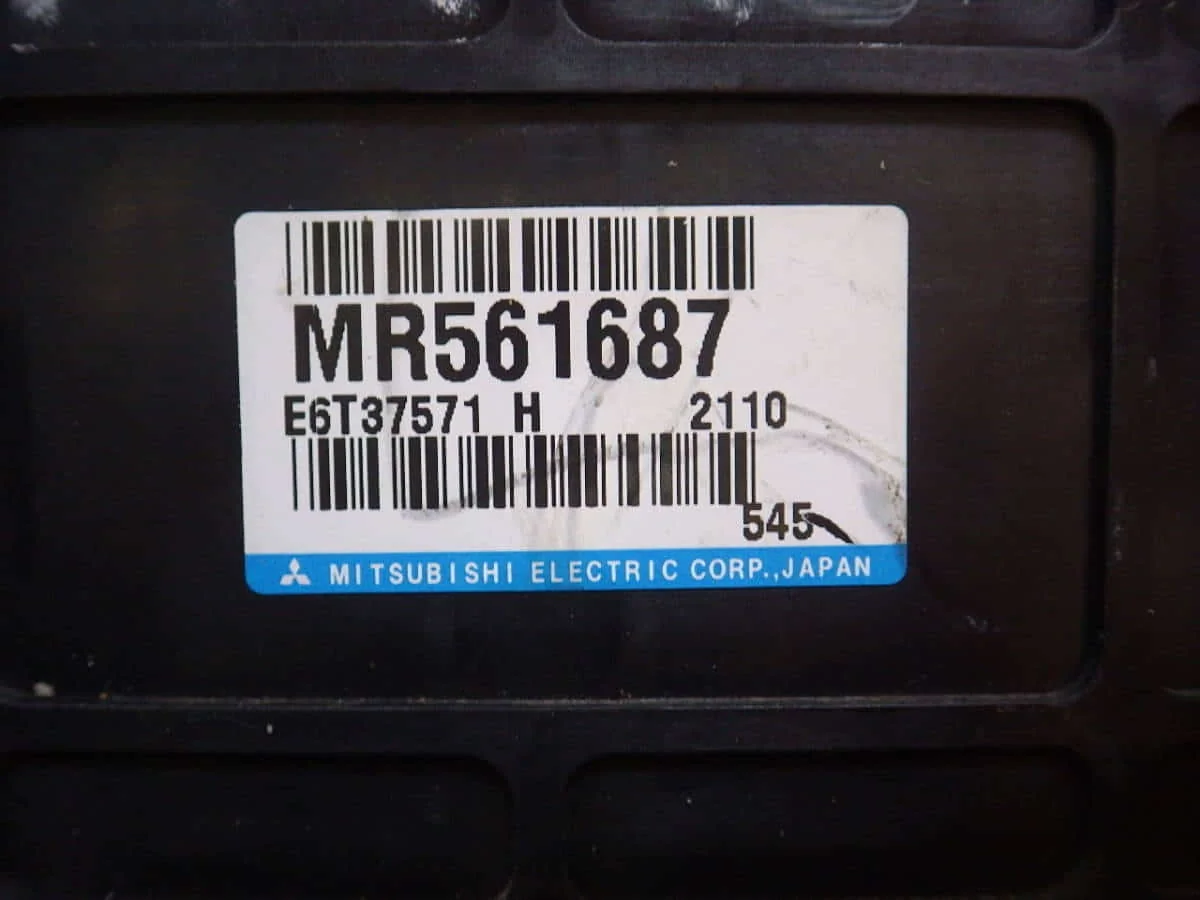 MR561687
E6T37571 H 2110
545
MITSUBISHI ELECTRIC CORP.,JAPAN